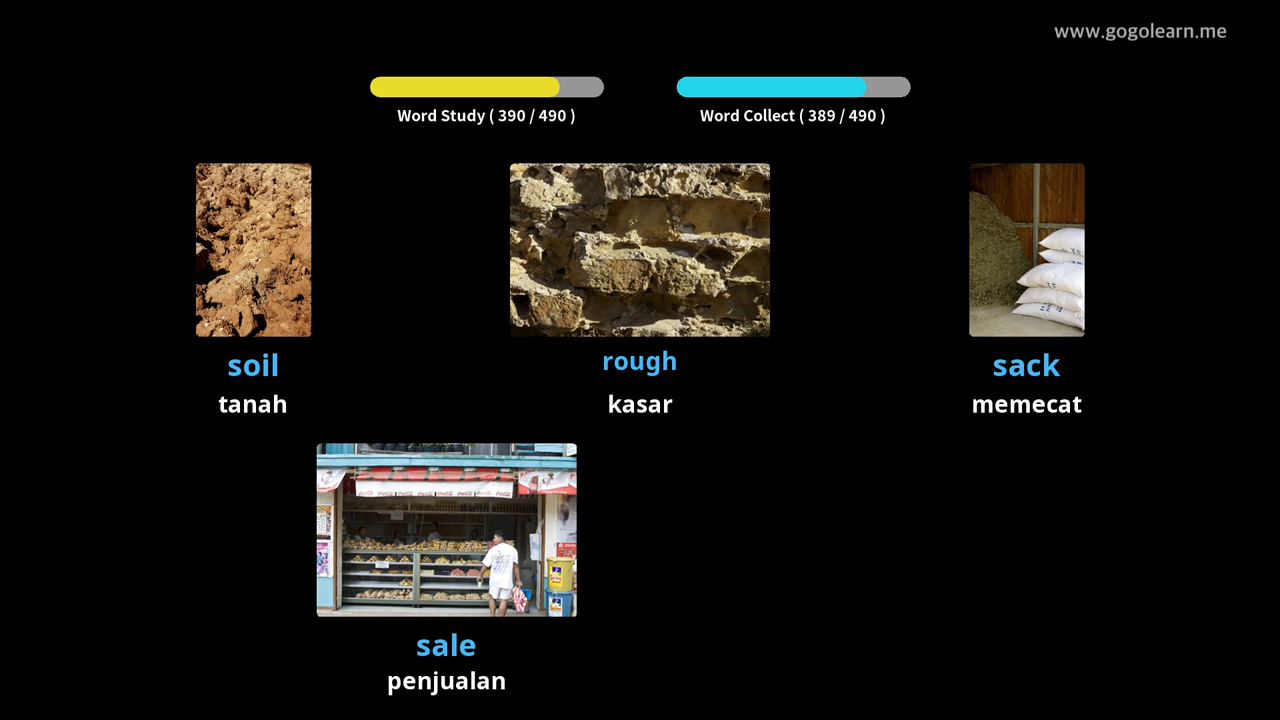 www.gogolearn.me
Word Study ( 390 / 490 )
Word Collect ( 389 / 490 )
soil
tanah
rough
kasar
sack
memecat
sale
penjualan